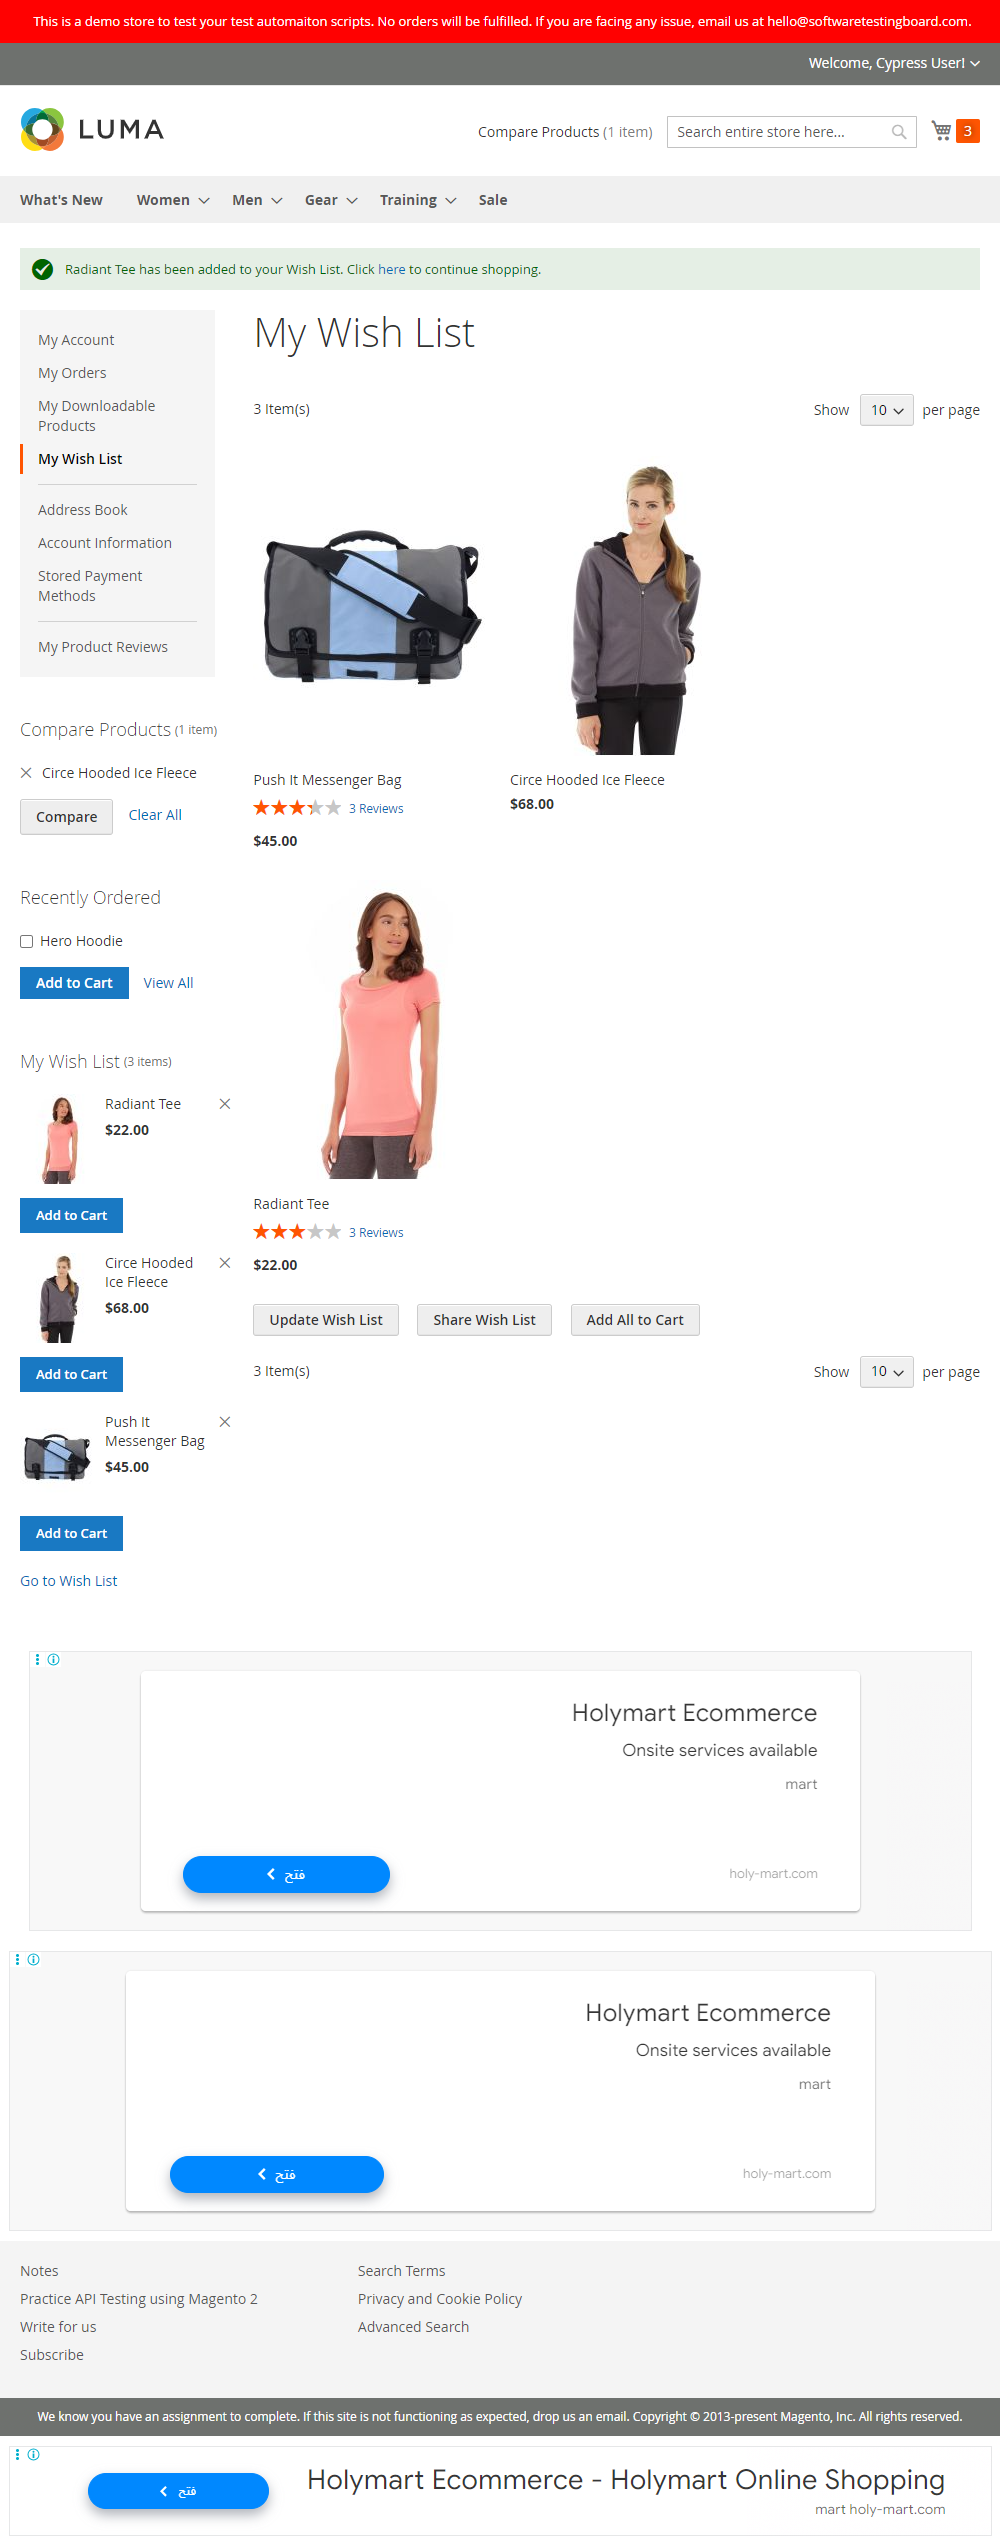 This is a demo store to test your test automaiton scripts. No orders will be fulfilled. If you are facing any issue, email us at hello@softwaretestingboard.com.
Welcome, Cypress User!
LUMA
Compare Products (1 item)
Search entire store here...
3
What's New Women Men Gear Training Sale
Radiant Tee has been added to your Wish List. Click here to continue shopping.
My Account
My Orders
My Downloadable
Products
My Wish List
Address Book
Account Information
Stored Payment
Methods
My Product Reviews
Compare Products (1 item)
Circe Hooded Ice Fleece
Compare Clear All
Recently Ordered
Hero Hoodie
Add to Cart View All
My Wish List (3 items)
Radiant Tee
$22.00
Add to Cart
Circe Hooded
Ice Fleece
$68.00
Add to Cart
Push It
Messenger Bag
$45.00
Add to Cart
Go to Wish List
My Wish List
3 Item(s)
Show 10 per page
Push It Messenger Bag
3 Reviews
$45.00
Circe Hooded Ice Fleece
$68.00
Radiant Tee
3 Reviews
$22.00
Update Wish List Share Wish List Add All to Cart
3 Item(s)
Show 10 per page
Holymart Ecommerce
Onsite services available
mart
فتح
holy-mart.com
Holymart Ecommerce
Onsite services available
mart
فتح
holy-mart.com
Notes
Practice API Testing using Magento 2
Write for us
Subscribe
Search Terms
Privacy and Cookie Policy
Advanced Search
We know you have an assignment to complete. If this site is not functioning as expected, drop us an email. Copyright © 2013-present Magento, Inc. All rights reserved.
فتح
Holymart Ecommerce - Holymart Online Shopping
mart holy-mart.com